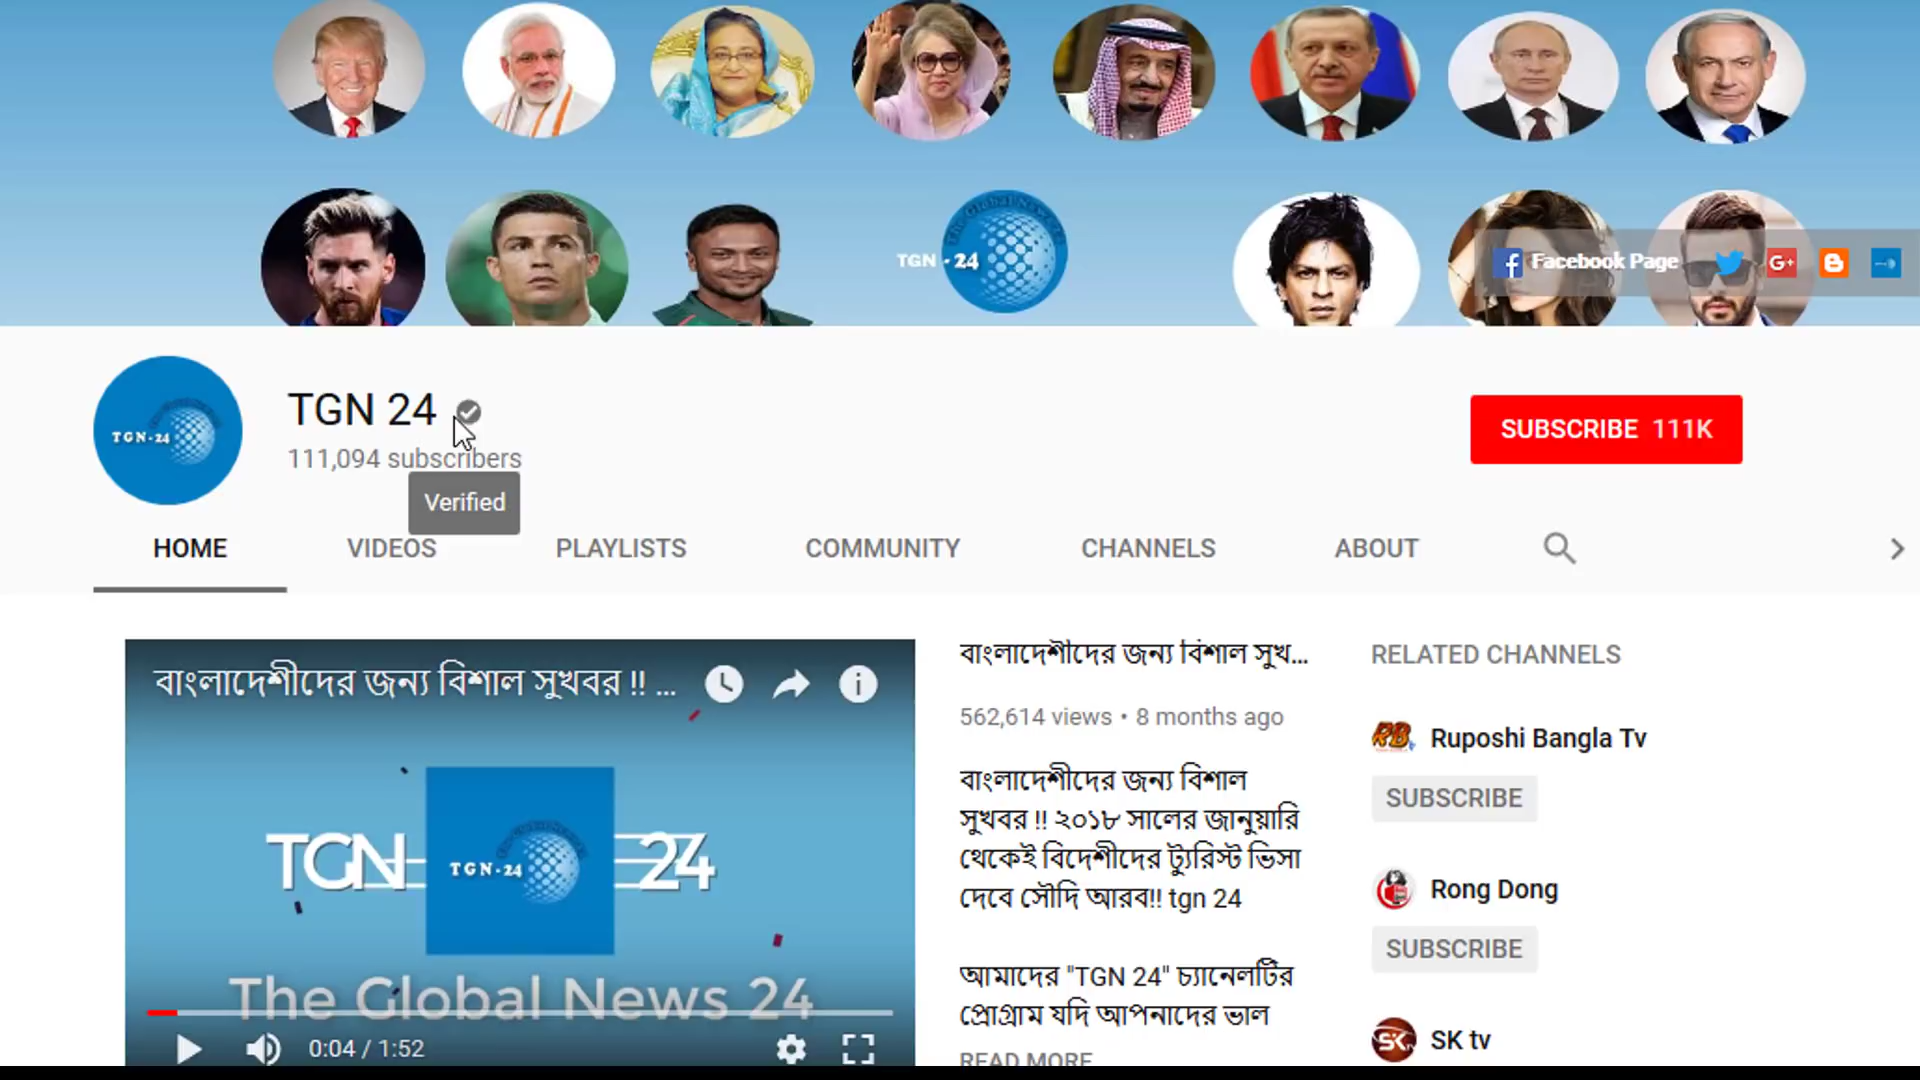 TGN - 24
Facebook Page
TGN 24
111,094 subscribers
SUBSCRIBE 111K
TGN-24
Verified
HOME
VIDEOS
PLAYLISTS
COMMUNITY
CHANNELS
ABOUT
বাংলাদেশীদের জন্য বিশাল সুখবর !! ...
TGN
TGN-24
24
The Global News 24
0:04 / 1:52
বাংলাদেশীদের জন্য বিশাল সুখ...
562,614 views • 8 months ago
বাংলাদেশীদের জন্য বিশাল
সুখবর !! ২০১৮ সালের জানুয়ারি
থেকেই বিদেশীদের ট্যুরিস্ট ভিসা
দেবে সৌদি আরব!! tgn 24
আমাদের "TGN 24" চ্যানেলটির
প্রোগ্রাম যদি আপনাদের ভাল
READ MORE
RELATED CHANNELS
Ruposhi Bangla Tv
SUBSCRIBE
Rong Dong
SUBSCRIBE
SK tv